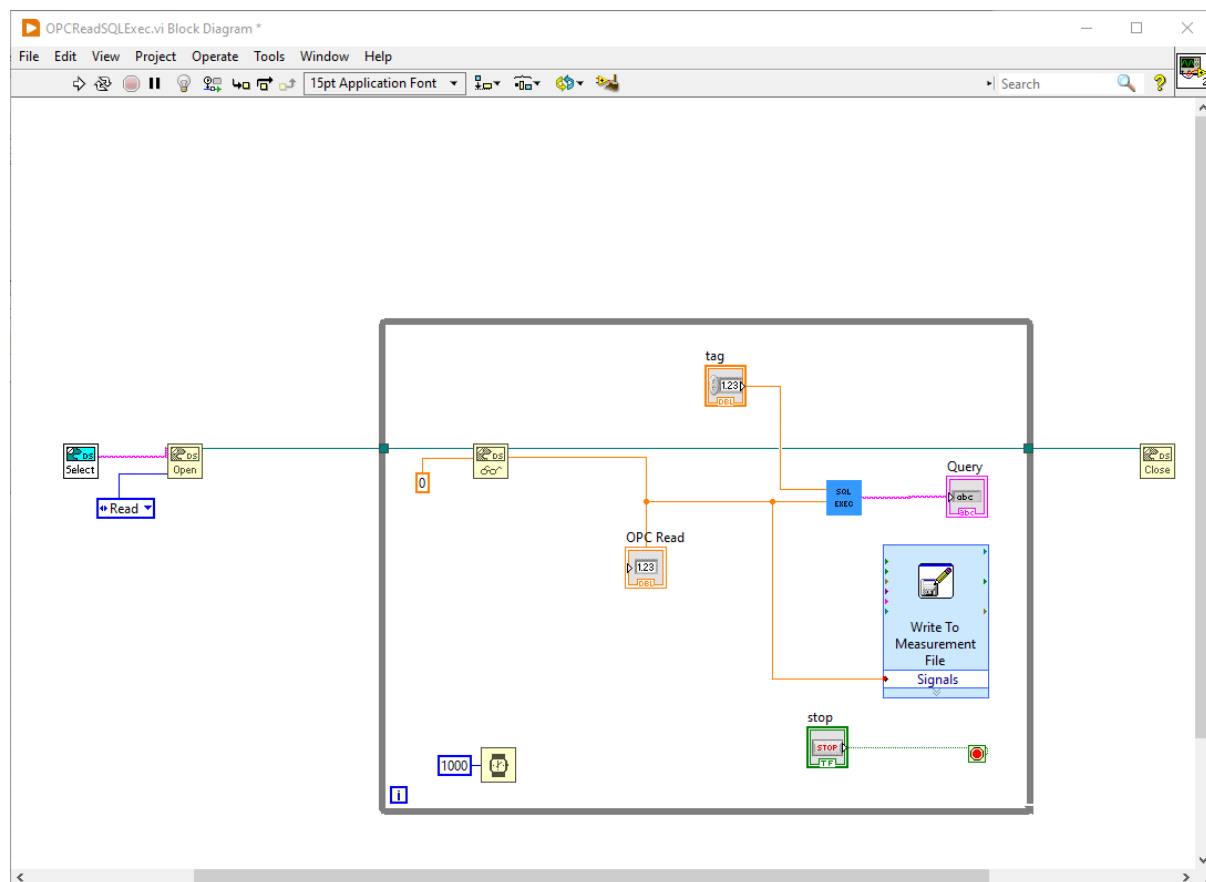 OPCReadSQLExec.vi Block Diagram *
File Edit View Project Operate Tools Window Help
15pt Application Font Search
tag
1.23
DBL
DS DS DS DS
Select Open Close
0
Read
Query
SQL
EXEC
abc
abc
OPC Read
1.23
DBL
Write To
Measurement
File
Signals
stop
STOP
TF
1000
i